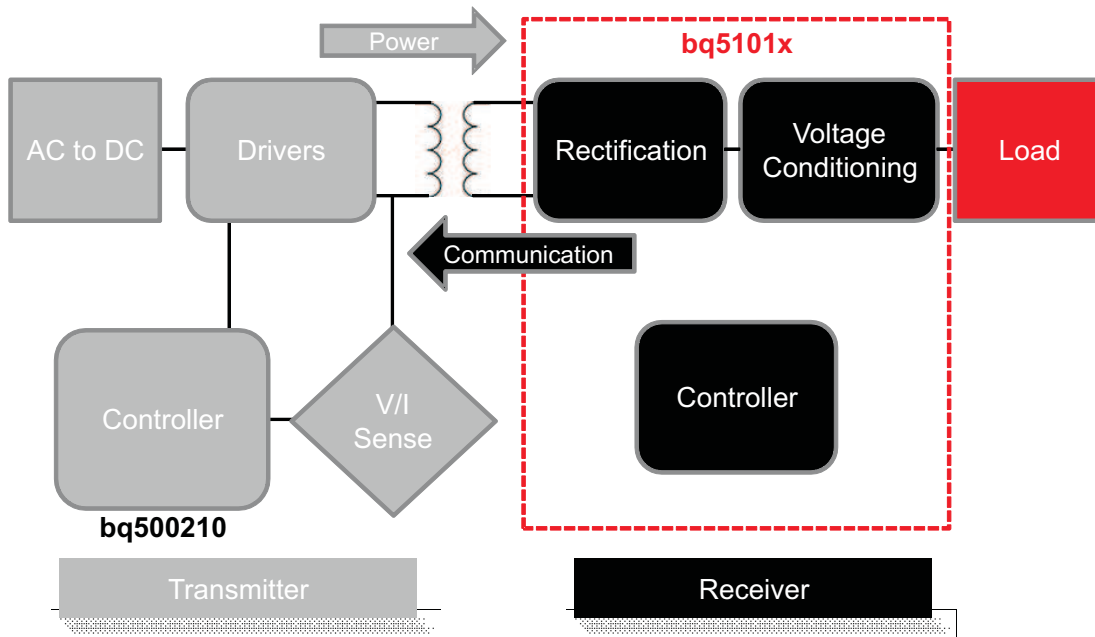 Power
bq5101x
AC to DC
Drivers
Rectification
Voltage
Conditioning
Load
Communication
Controller
V/I
Sense
Controller
bq500210
Transmitter
Receiver